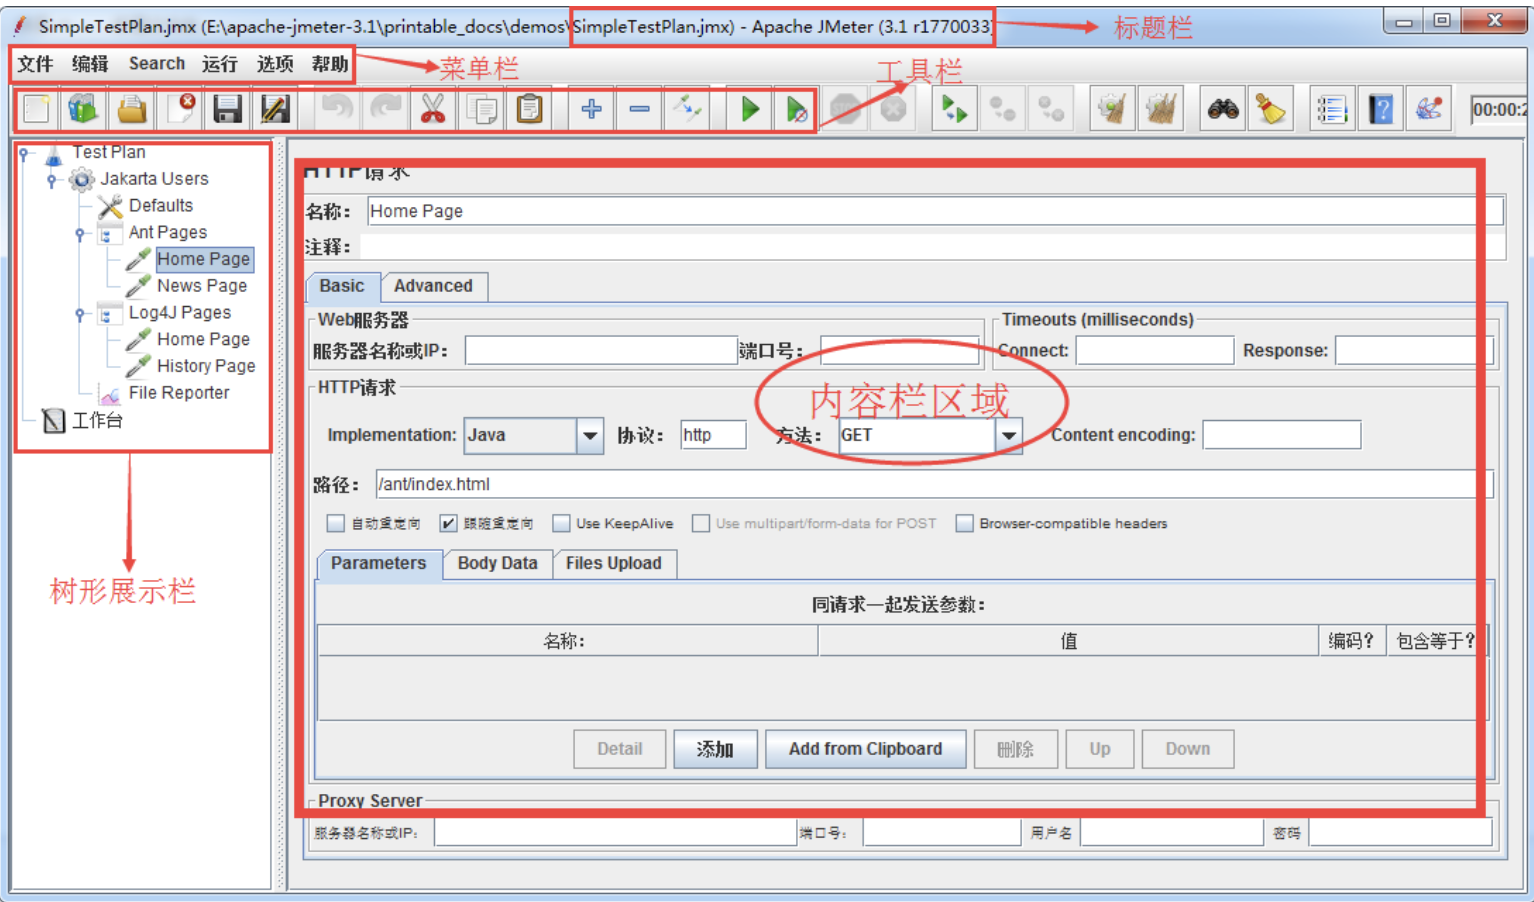 SimpleTestPlan.jmx (E:\apache-jmeter-3.1\printable_docs\demos\SimpleTestPlan.jmx) - Apache JMeter (3.1 r1770033)
标题栏
文件 编辑 Search 运行 选项 帮助
菜单栏
工具栏
00:00:2
Test Plan
Jakarta Users
Defaults
Ant Pages
Home Page
News Page
Log4J Pages
Home Page
History Page
File Reporter
工作台
树形展示栏
HTTP请求
名称： Home Page
注释：
Basic Advanced
Web服务器
服务器名称或IP： 端口号：
Timeouts (milliseconds)
Connect: Response:
内容栏区域
HTTP请求
Implementation: Java 协议： http 方法： GET Content encoding:
路径： /ant/index.html
自动重定向 跟随重定向 Use KeepAlive Use multipart/form-data for POST Browser-compatible headers
Parameters Body Data Files Upload
同请求一起发送参数：
名称： 值 编码？ 包含等于？
Detail 添加 Add from Clipboard 删除 Up Down
Proxy Server
服务器名称或IP： 端口号： 用户名 密码